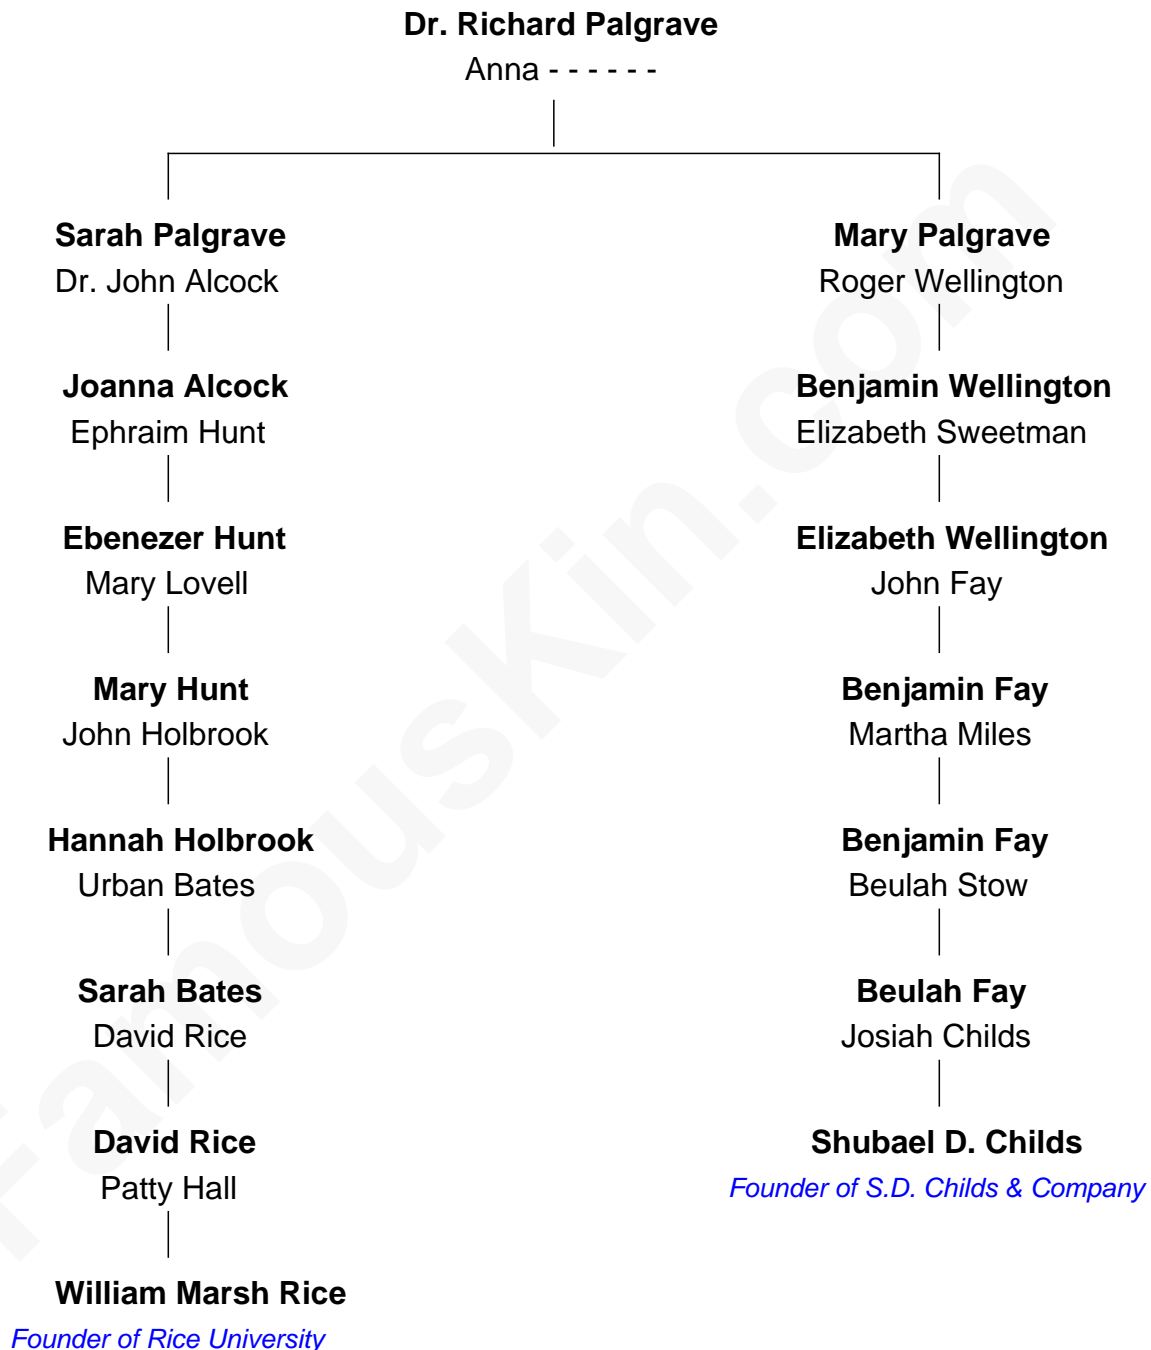 Dr. Richard Palgrave
Anna - - - - - -
Sarah Palgrave
Dr. John Alcock
Mary Palgrave
Roger Wellington
Joanna Alcock
Ephraim Hunt
Benjamin Wellington
Elizabeth Sweetman
Ebenezer Hunt
Mary Lovell
Elizabeth Wellington
John Fay
Mary Hunt
John Holbrook
Benjamin Fay
Martha Miles
Hannah Holbrook
Urban Bates
Benjamin Fay
Beulah Stow
Sarah Bates
David Rice
Beulah Fay
Josiah Childs
David Rice
Patty Hall
Shubael D. Childs
Founder of S.D. Childs & Company
William Marsh Rice
Founder of Rice University
FamousKin.com